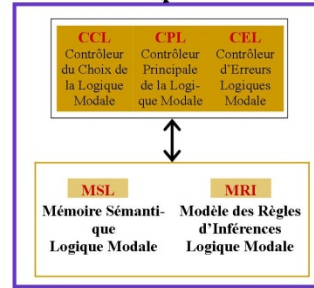 CCL
Contrôleur
du Choix de
la Logique
Modale
CPL
Contrôleur
Principale
de la Logi-
que Modale
CEL
Contrôleur
d'Erreurs
Logiques
Modale
MSL
Mémoire Sémanti-
que
Logique Modale
MRI
Modèle des Règles
d'Inférences
Logique Modale